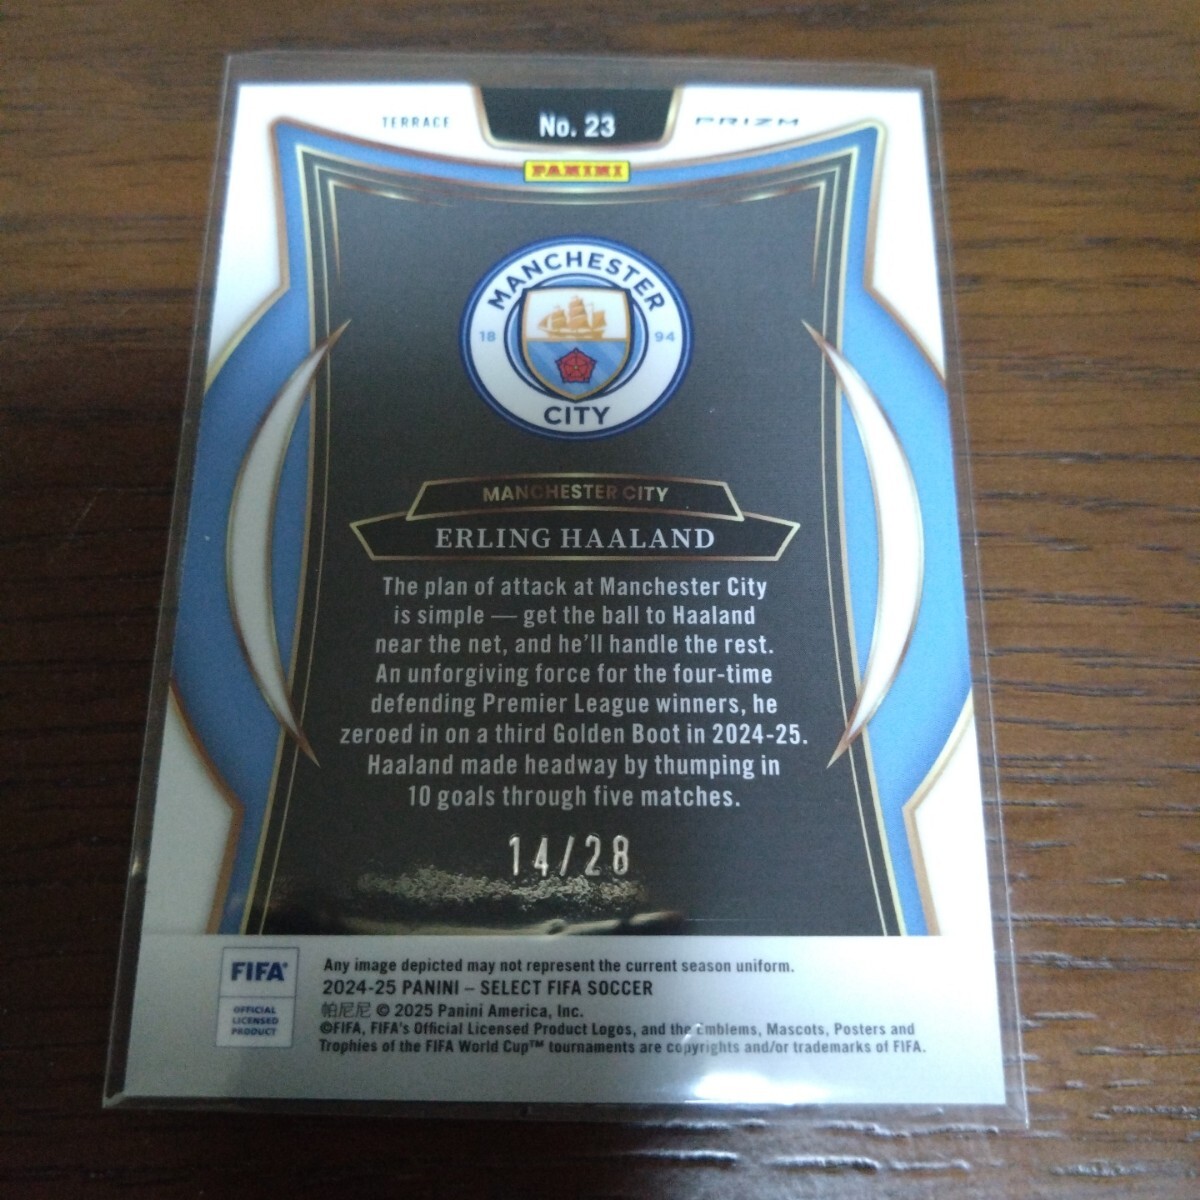 TERRACE
No. 23
PRIZM
PANINI
MANCHESTER
18 94
CITY
MANCHESTER CITY
ERLING HAALAND
The plan of attack at Manchester City
is simple — get the ball to Haaland
near the net, and he'll handle the rest.
An unforgiving force for the four-time
defending Premier League winners, he
zeroed in on a third Golden Boot in 2024-25.
Haaland made headway by thumping in
10 goals through five matches.
14/28
FIFA®
OFFICIAL
LICENSED
PRODUCT
Any image depicted may not represent the current season uniform.
2024-25 PANINI – SELECT FIFA SOCCER
帕尼尼 © 2025 Panini America, Inc.
©FIFA, FIFA's Official Licensed Product Logos, and the Emblems, Mascots, Posters and
Trophies of the FIFA World Cup™ tournaments are copyrights and/or trademarks of FIFA.